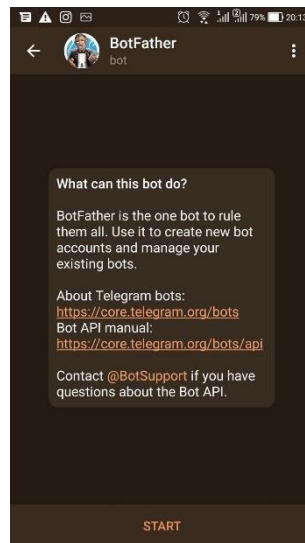 79% 20:13
BotFather
bot
What can this bot do?
BotFather is the one bot to rule
them all. Use it to create new bot
accounts and manage your
existing bots.
About Telegram bots:
https://core.telegram.org/bots
Bot API manual:
https://core.telegram.org/bots/api
Contact @BotSupport if you have
questions about the Bot API.
START